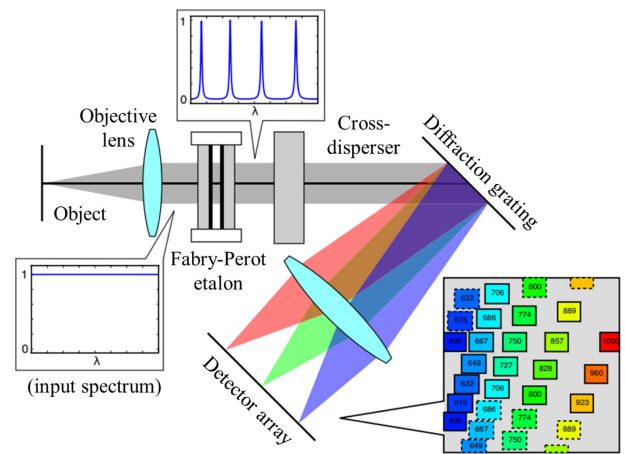 1
0
λ
Objective
lens
Cross-
disperser
Diffraction grating
Object
Fabry-Perot
etalon
1
0
λ
(input spectrum)
Detector array
632
706
800
615
686
774
889
600
667
750
857
1000
649
727
828
632
706
800
960
615
686
774
923
600
667
750
889
649